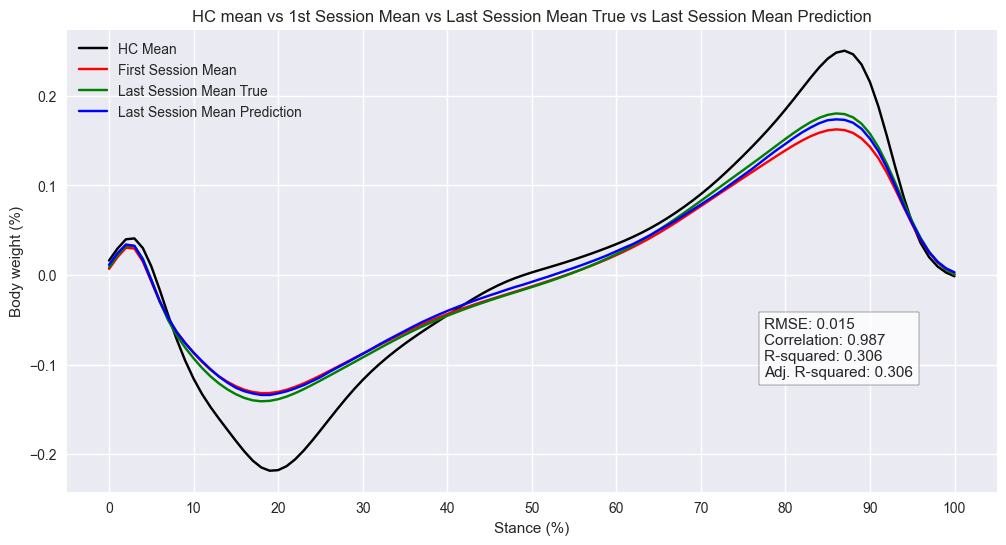 HC mean vs 1st Session Mean vs Last Session Mean True vs Last Session Mean Prediction
HC Mean
First Session Mean
Last Session Mean True
Last Session Mean Prediction
Body weight (%)
0.2
0.1
0.0
−0.1
−0.2
RMSE: 0.015
Correlation: 0.987
R-squared: 0.306
Adj. R-squared: 0.306
0 10 20 30 40 50 60 70 80 90 100
Stance (%)